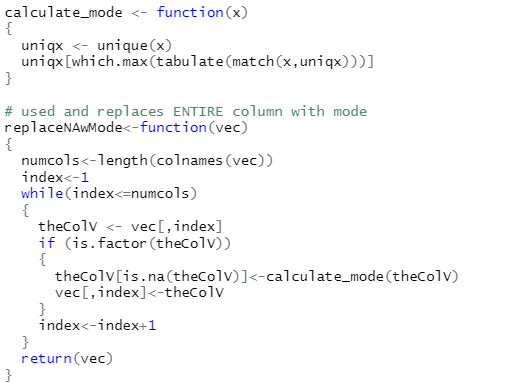 calculate_mode <- function(x)
{
  uniqx <- unique(x)
  uniqx[which.max(tabulate(match(x,uniqx)))]
}

# used and replaces ENTIRE column with mode
replaceNAwMode<-function(vec)
{
  numcols<-length(colnames(vec))
  index<-1
  while(index<=numcols)
  {
    theColV <- vec[,index]
    if (is.factor(theColV))
    {
      theColV[is.na(theColV)]<-calculate_mode(theColV)
      vec[,index]<-theColV
    }
    index<-index+1
  }
  return(vec)
}